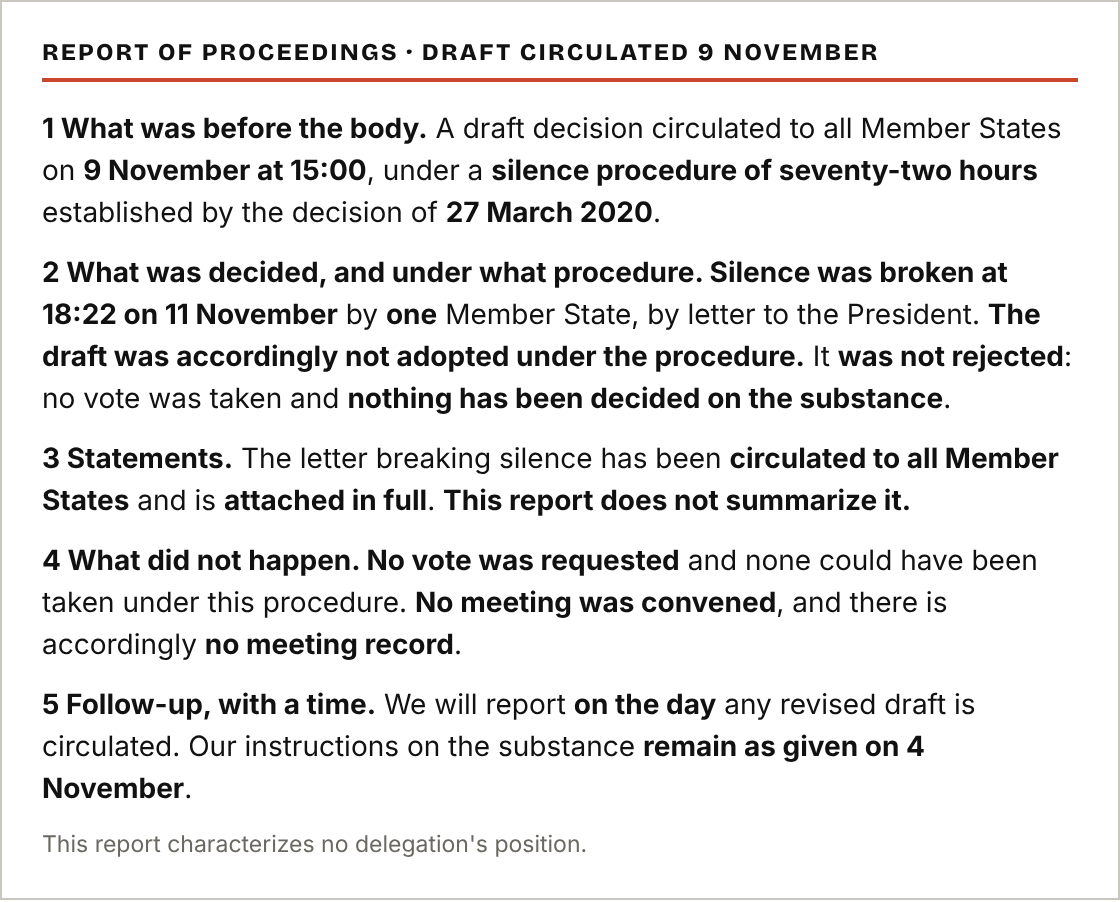 REPORT OF PROCEEDINGS · DRAFT CIRCULATED 9 NOVEMBER
1 What was before the body. A draft decision circulated to all Member States
on 9 November at 15:00, under a silence procedure of seventy-two hours
established by the decision of 27 March 2020.
2 What was decided, and under what procedure. Silence was broken at
18:22 on 11 November by one Member State, by letter to the President. The
draft was accordingly not adopted under the procedure. It was not rejected:
no vote was taken and nothing has been decided on the substance.
3 Statements. The letter breaking silence has been circulated to all Member
States and is attached in full. This report does not summarize it.
4 What did not happen. No vote was requested and none could have been
taken under this procedure. No meeting was convened, and there is
accordingly no meeting record.
5 Follow-up, with a time. We will report on the day any revised draft is
circulated. Our instructions on the substance remain as given on 4
November.
This report characterizes no delegation's position.